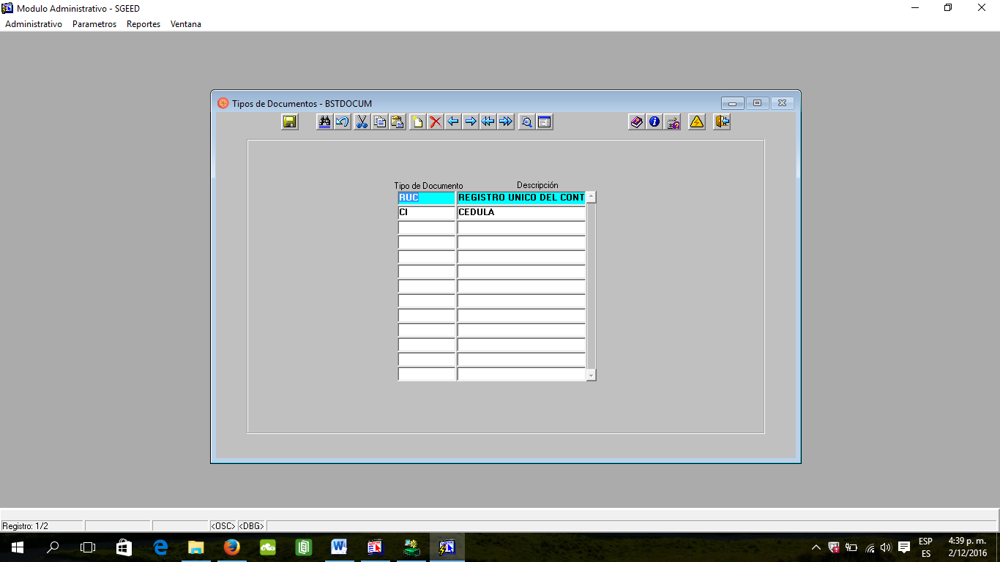 Modulo Administrativo - SGEED
Administrativo Parametros Reportes Ventana
Tipos de Documentos - BSTDOCUM
Tipo de Documento Descripción
RUC REGISTRO UNICO DEL CONT
CI CEDULA
Registro: 1/2 <OSC> <DBG>
ESP 4:39 p. m.
ES 2/12/2016